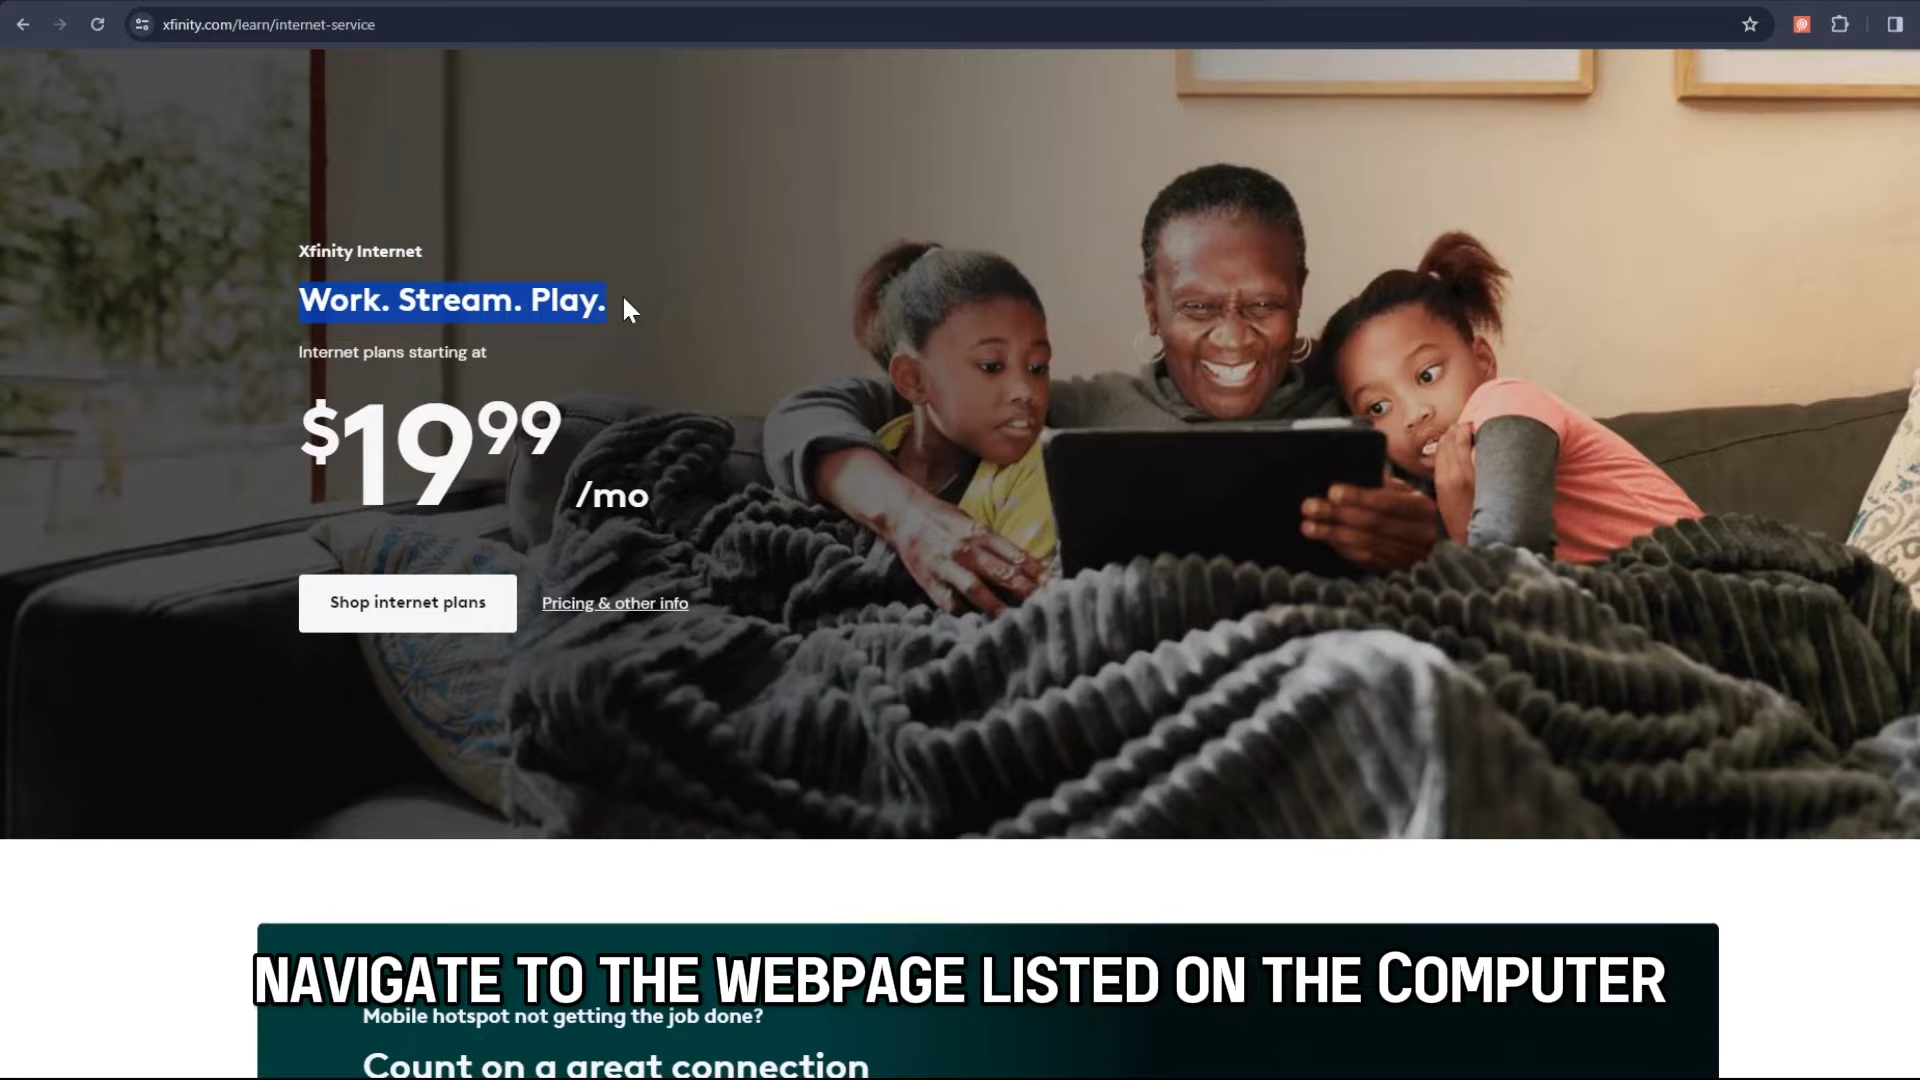 xfinity.com/learn/internet-service
Xfinity Internet
Work. Stream. Play.
Internet plans starting at
$19.99/mo
Shop internet plans
Pricing & other info
NAVIGATE TO THE WEBPAGE LISTED ON THE COMPUTER
Mobile hotspot not getting the job done?
Count on a great connection